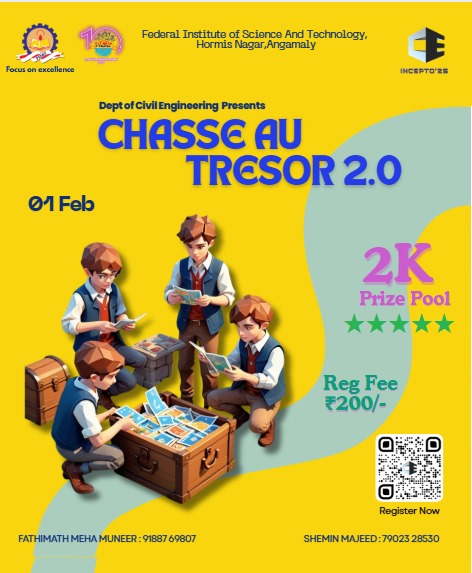 Federal Institute of Science And Technology,
Hormis Nagar,Angamaly
Focus on excellence
INCEPTO'25
Dept of Civil Engineering Presents
CHASSE AU
TRESOR 2.0
01 Feb
2K
Prize Pool
Reg Fee
₹200/-
Register Now
FATHIMATH MEHA MUNEER : 91887 69807
SHEMIN MAJEED : 79023 28530